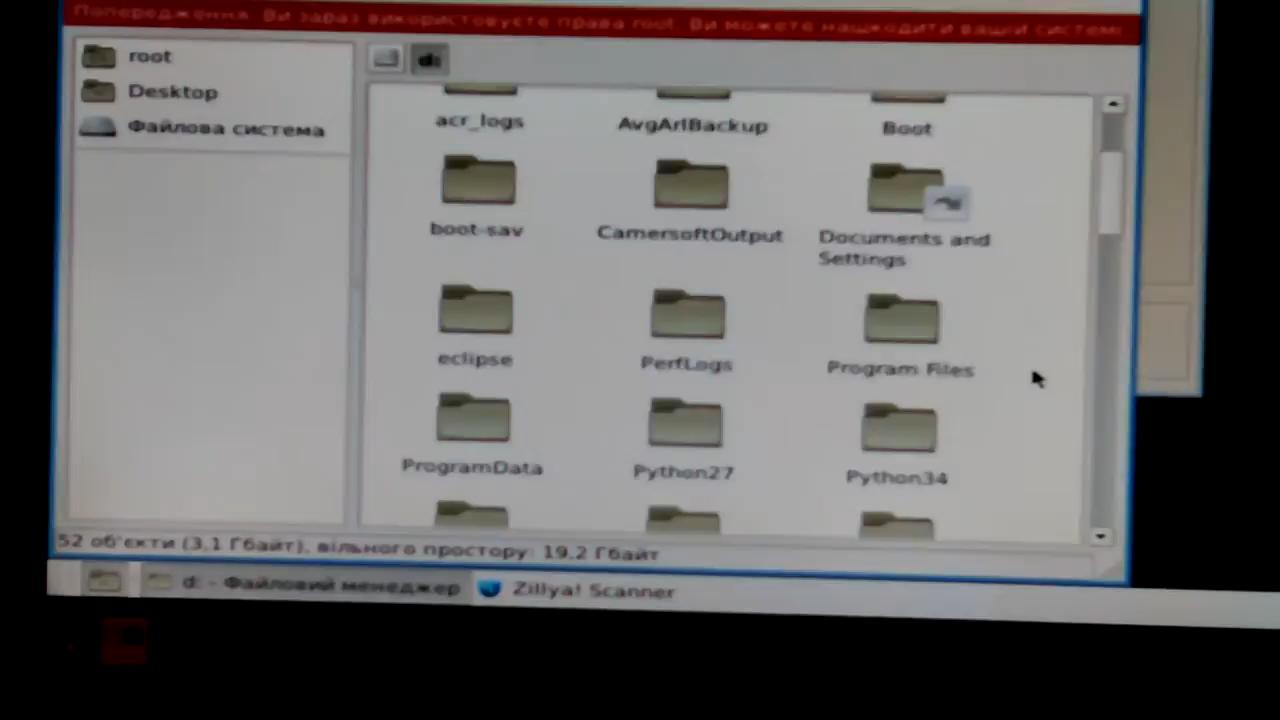 Попередження. Ви зараз використовуєте права root. Ви можете нашкодити вашій системі
root
Desktop
Файлова система
acr_logs
AvgArlBackup
Boot
boot-sav
CamersoftOutput
Documents and
Settings
eclipse
PerfLogs
Program Files
ProgramData
Python27
Python34
52 об'єкти (3,1 Гбайт), вільного простору: 19,2 Гбайт
d: - Файловий менеджер
Zillya! Scanner